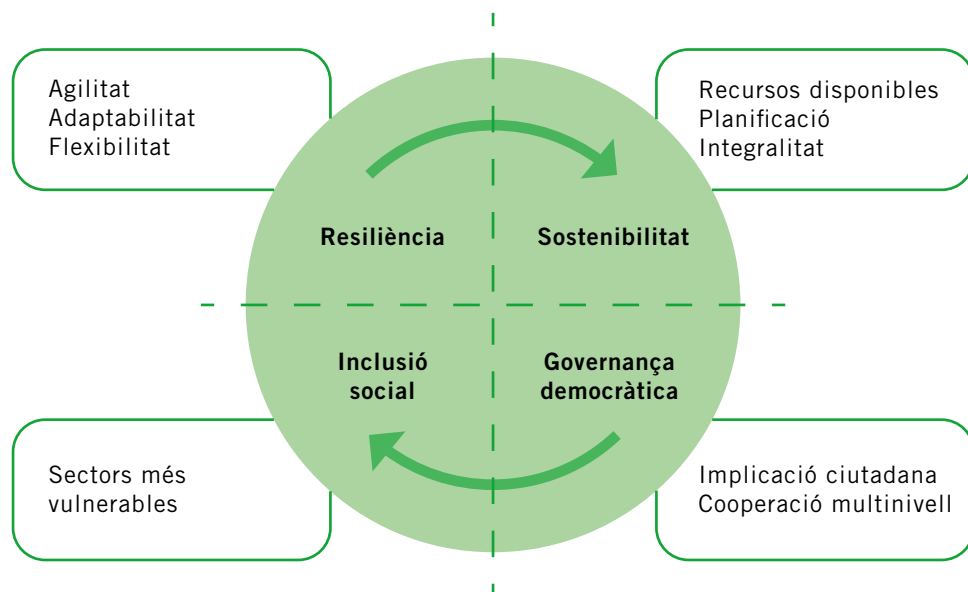 Agilitat
Adaptabilitat
Flexibilitat
Recursos disponibles
Planificació
Integralitat
Resiliència
Sostenibilitat
Inclusió
social
Governança
democràtica
Sectors més
vulnerables
Implicació ciutadana
Cooperació multinivell